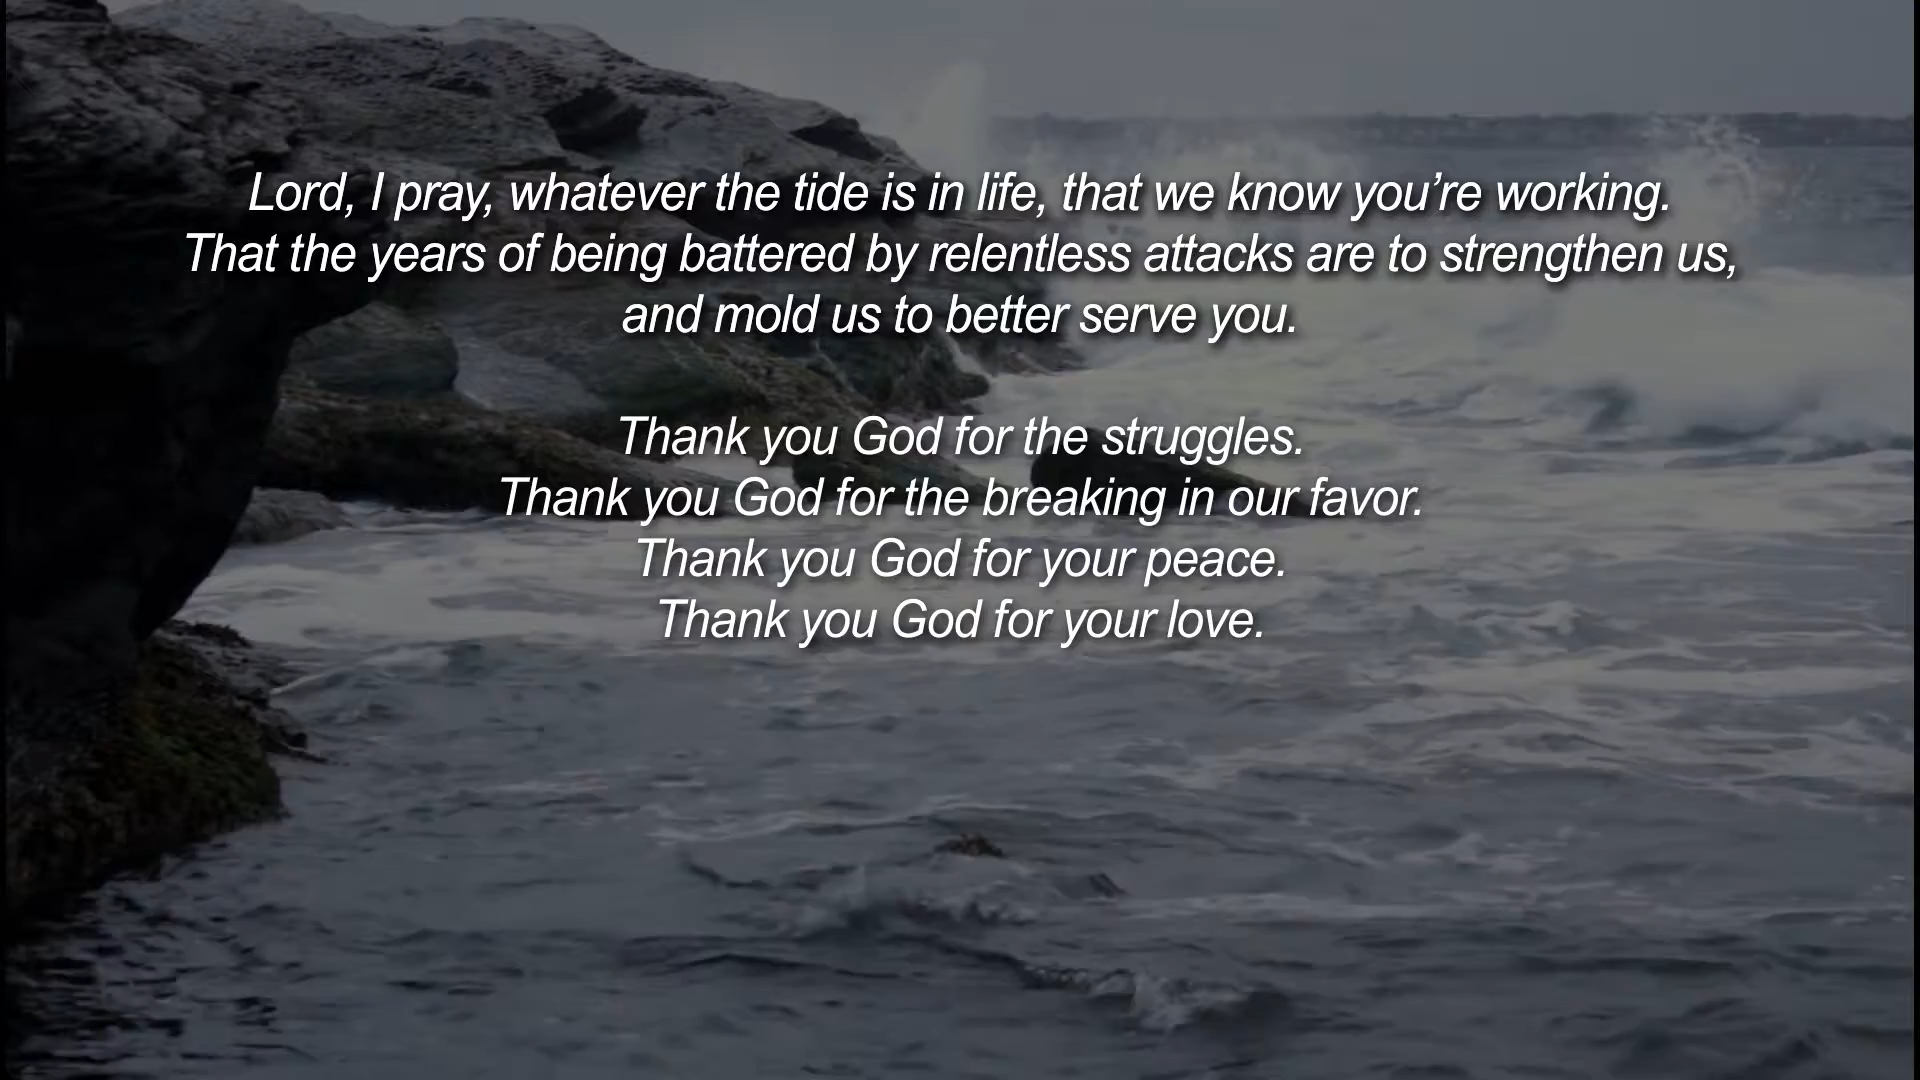 Lord, I pray, whatever the tide is in life, that we know you’re working.
That the years of being battered by relentless attacks are to strengthen us,
and mold us to better serve you.
Thank you God for the struggles.
Thank you God for the breaking in our favor.
Thank you God for your peace.
Thank you God for your love.